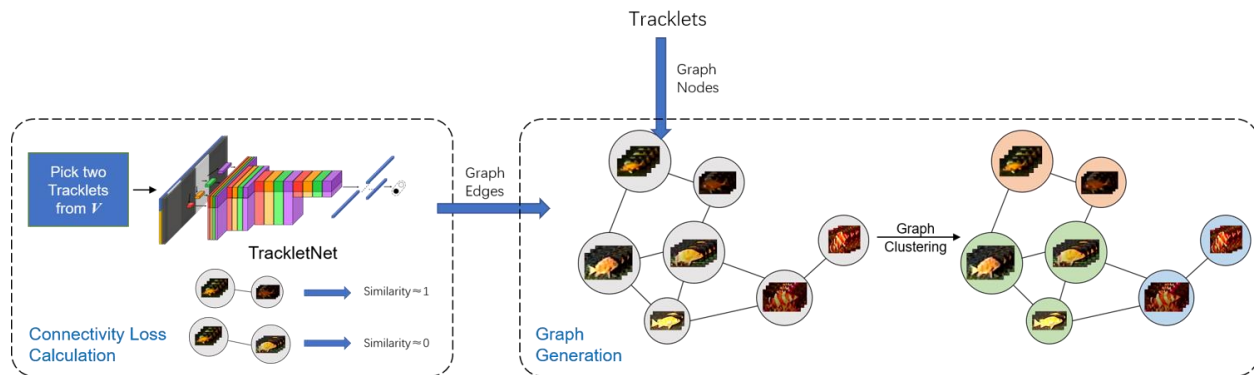 Tracklets
Graph
Nodes
Pick two
Tracklets
from V
TrackletNet
Similarity≈1
Similarity≈0
Connectivity Loss
Calculation
Graph
Edges
Graph
Clustering
Graph
Generation